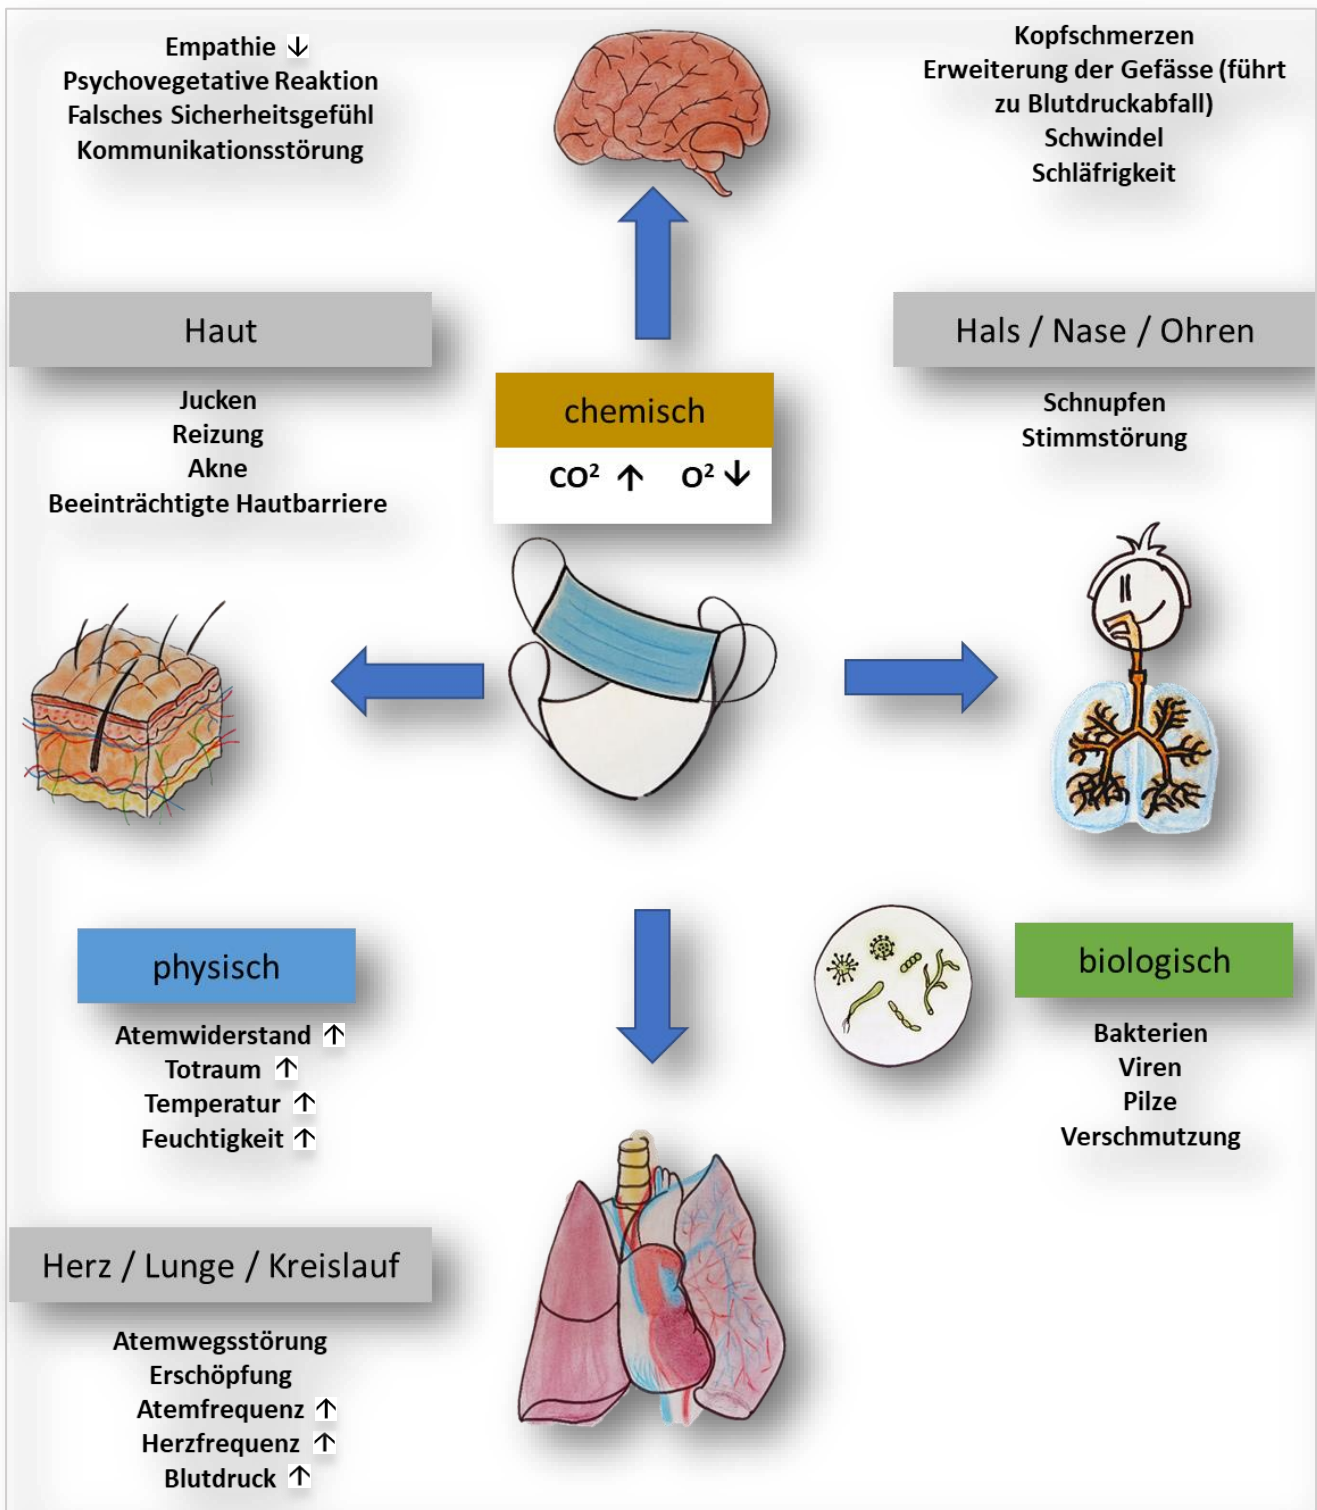 Empathie ↓
Psychovegetative Reaktion
Falsches Sicherheitsgefühl
Kommunikationsstörung
Kopfschmerzen
Erweiterung der Gefässe (führt
zu Blutdruckabfall)
Schwindel
Schläfrigkeit
Haut
Jucken
Reizung
Akne
Beeinträchtigte Hautbarriere
chemisch
CO² ↑ O² ↓
Hals / Nase / Ohren
Schnupfen
Stimmstörung
physisch
Atemwiderstand ↑
Totraum ↑
Temperatur ↑
Feuchtigkeit ↑
biologisch
Bakterien
Viren
Pilze
Verschmutzung
Herz / Lunge / Kreislauf
Atemwegsstörung
Erschöpfung
Atemfrequenz ↑
Herzfrequenz ↑
Blutdruck ↑